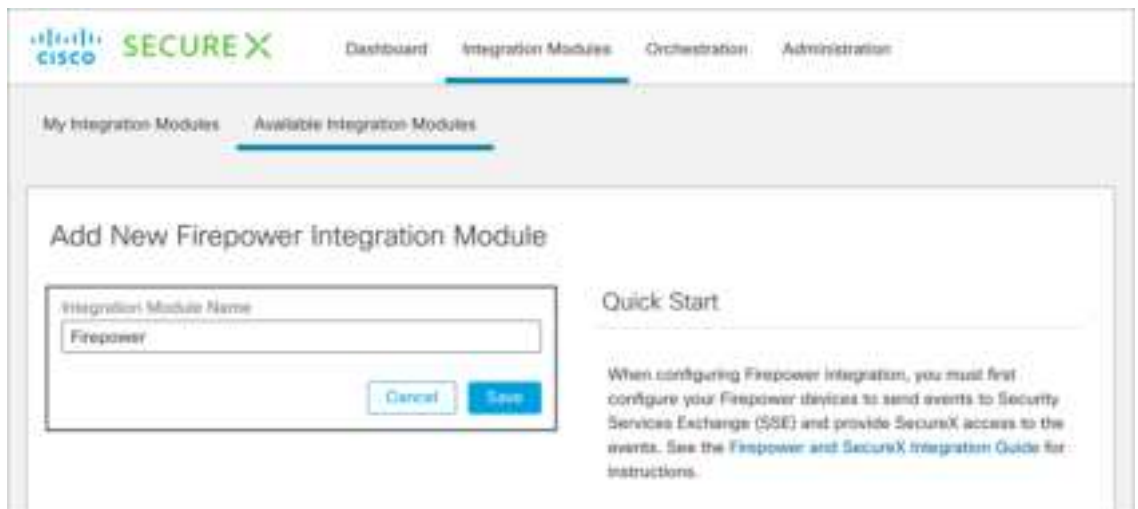 CISCO SECUREX Dashboard Integration Modules Orchestration Administration
My Integration Modules Available Integration Modules
Add New Firepower Integration Module
Integration Module Name
Firepower
Cancel Save
Quick Start
When configuring Firepower integration, you must first
configure your Firepower devices to send events to Security
Services Exchange (SSE) and provide SecureX access to the
events. See the Firepower and SecureX Integration Guide for
instructions.